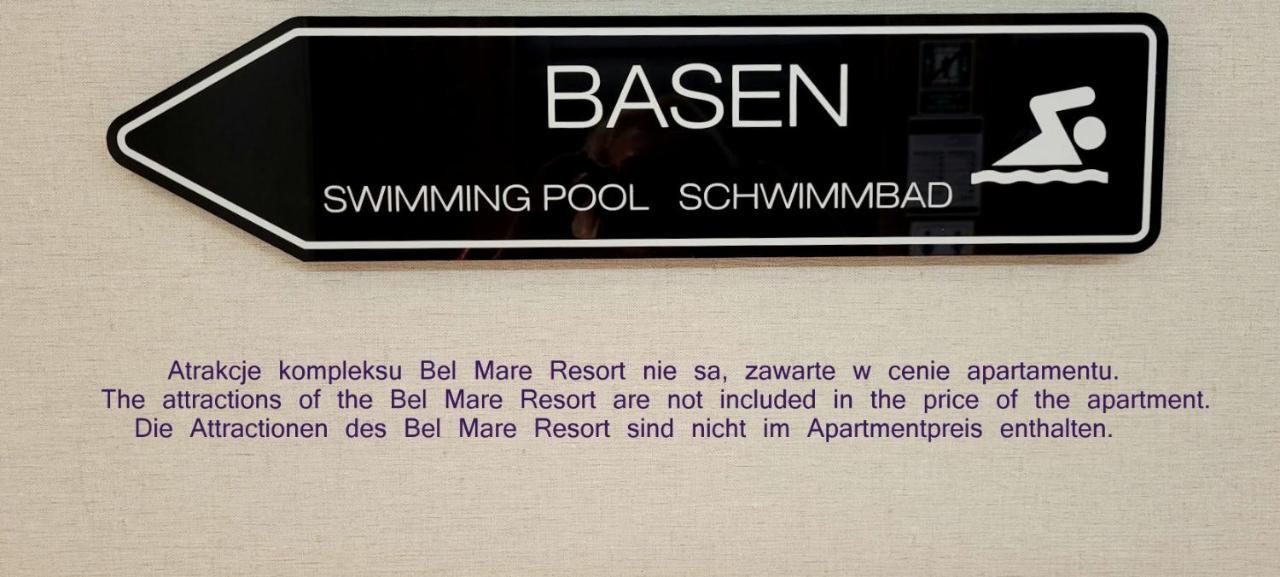 BASEN
SWIMMING POOL SCHWIMMBAD
Atrakcje kompleksu Bel Mare Resort nie sa, zawarte w cenie apartamentu.
The attractions of the Bel Mare Resort are not included in the price of the apartment.
Die Attractionen des Bel Mare Resort sind nicht im Apartmentpreis enthalten.